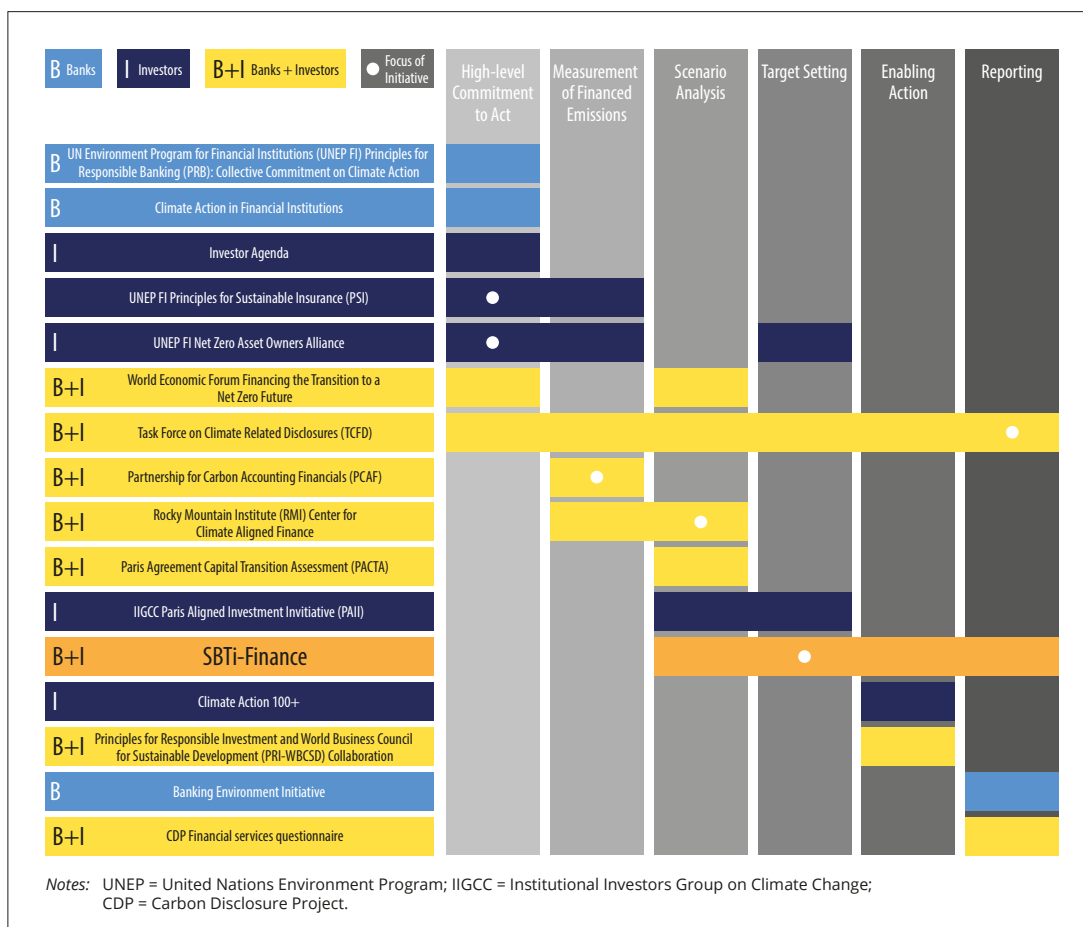 B Banks
I Investors
B+I Banks + Investors
Focus of
Initiative
High-level
Commitment
to Act
Measurement
of Financed
Emissions
Scenario
Analysis
Target Setting
Enabling
Action
Reporting
B UN Environment Program for Financial Institutions (UNEP FI) Principles for
Responsible Banking (PRB): Collective Commitment on Climate Action
B Climate Action in Financial Institutions
I Investor Agenda
UNEP FI Principles for Sustainable Insurance (PSI)
I UNEP FI Net Zero Asset Owners Alliance
B+I World Economic Forum Financing the Transition to a
Net Zero Future
B+I Task Force on Climate Related Disclosures (TCFD)
B+I Partnership for Carbon Accounting Financials (PCAF)
B+I Rocky Mountain Institute (RMI) Center for
Climate Aligned Finance
B+I Paris Agreement Capital Transition Assessment (PACTA)
I IIGCC Paris Aligned Investment Invitiative (PAII)
B+I SBTi-Finance
I Climate Action 100+
B+I Principles for Responsible Investment and World Business Council
for Sustainable Development (PRI-WBCSD) Collaboration
B Banking Environment Initiative
B+I CDP Financial services questionnaire
Notes: UNEP = United Nations Environment Program; IIGCC = Institutional Investors Group on Climate Change;
CDP = Carbon Disclosure Project.